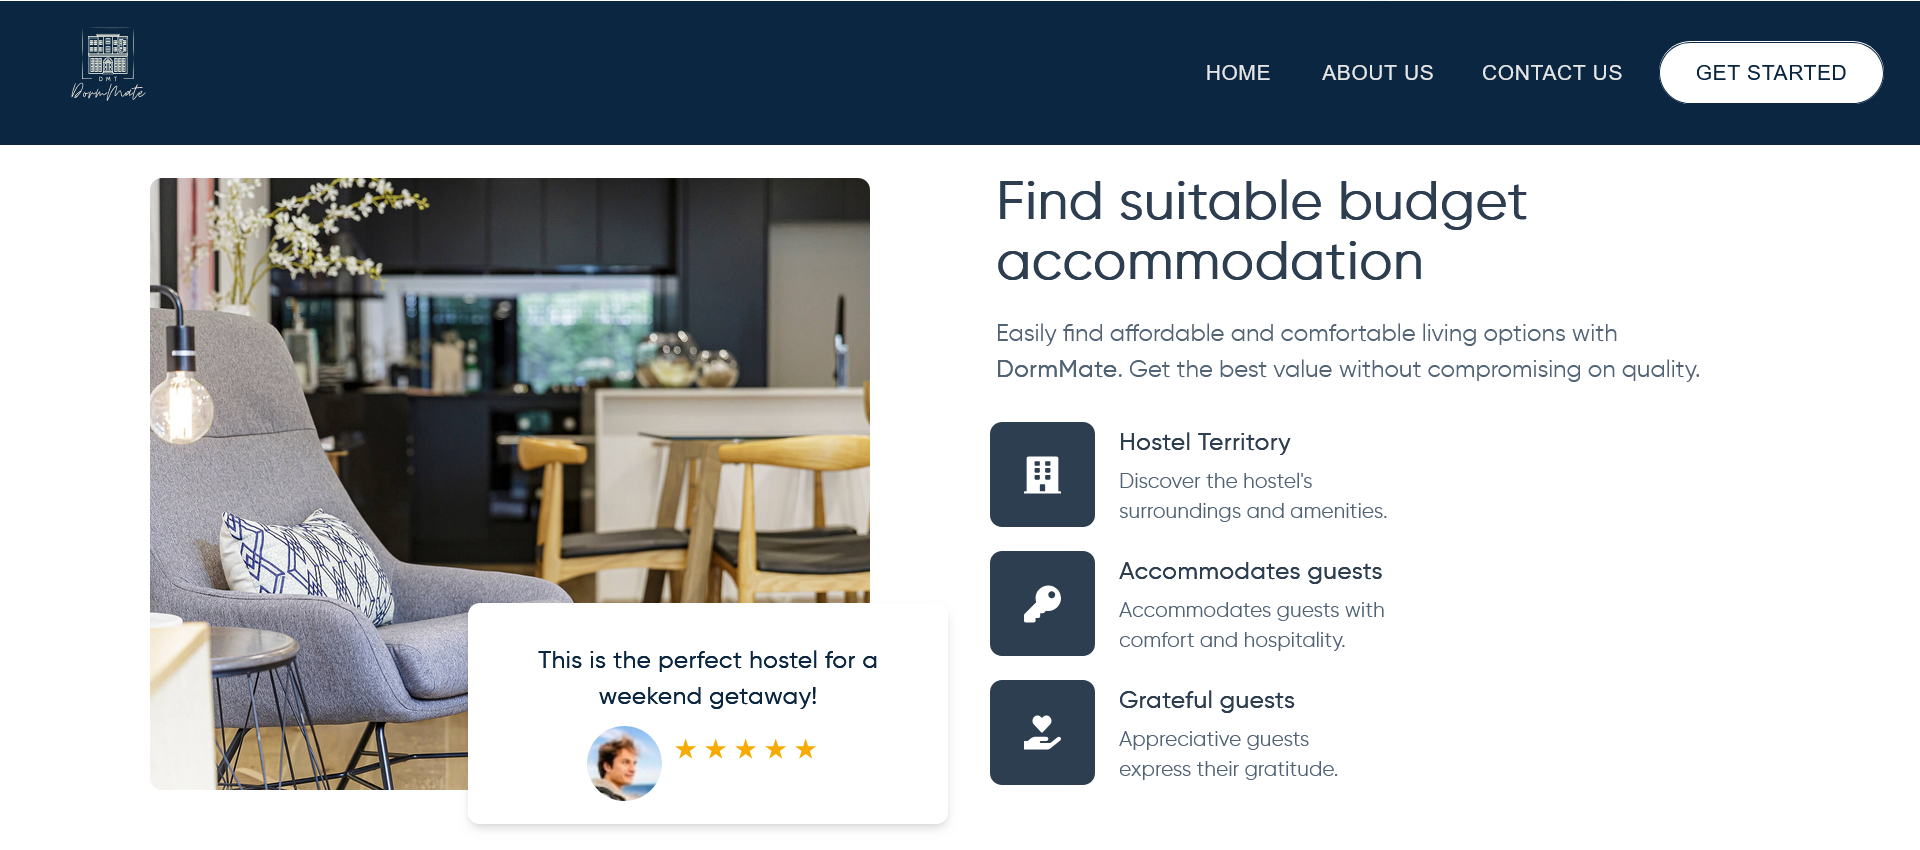 DMT
DormMate
HOME
ABOUT US
CONTACT US
GET STARTED
Find suitable budget
accommodation
Easily find affordable and comfortable living options with
DormMate. Get the best value without compromising on quality.
Hostel Territory
Discover the hostel's
surroundings and amenities.
Accommodates guests
Accommodates guests with
comfort and hospitality.
Grateful guests
Appreciative guests
express their gratitude.
This is the perfect hostel for a
weekend getaway!